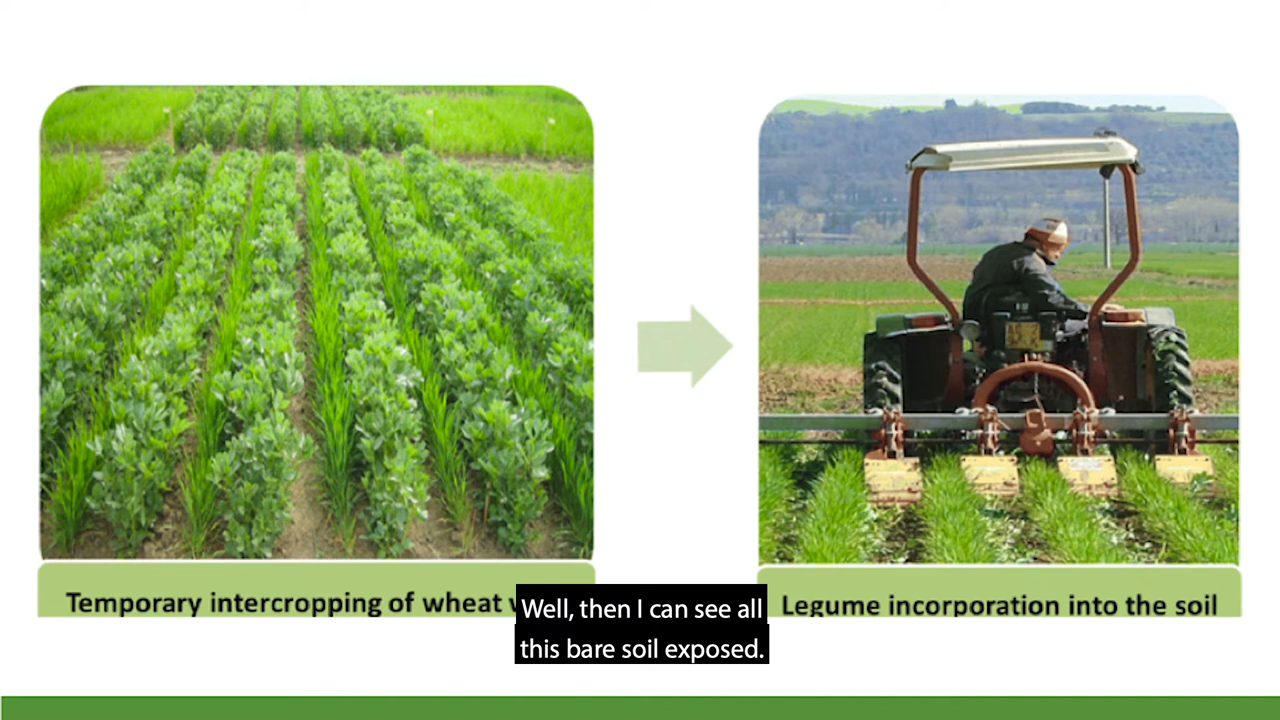 Temporary intercropping of wheat
Legume incorporation into the soil
Well, then I can see all
this bare soil exposed.